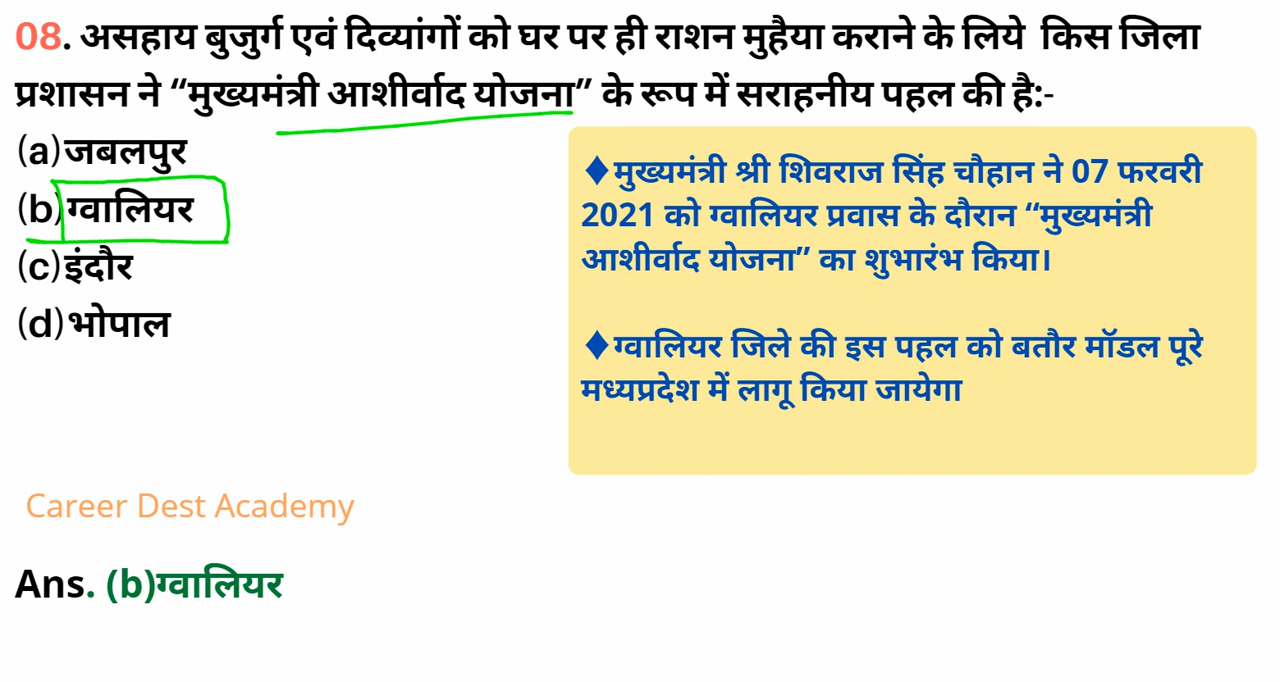 08. असहाय बुजुर्ग एवं दिव्यांगों को घर पर ही राशन मुहैया कराने के लिये किस जिला
प्रशासन ने “मुख्यमंत्री आशीर्वाद योजना” के रूप में सराहनीय पहल की है:-
(a)जबलपुर
(b)ग्वालियर
(c)इंदौर
(d)भोपाल
♦मुख्यमंत्री श्री शिवराज सिंह चौहान ने 07 फरवरी
2021 को ग्वालियर प्रवास के दौरान “मुख्यमंत्री
आशीर्वाद योजना” का शुभारंभ किया।
♦ग्वालियर जिले की इस पहल को बतौर मॉडल पूरे
मध्यप्रदेश में लागू किया जायेगा
Career Dest Academy
Ans. (b)ग्वालियर